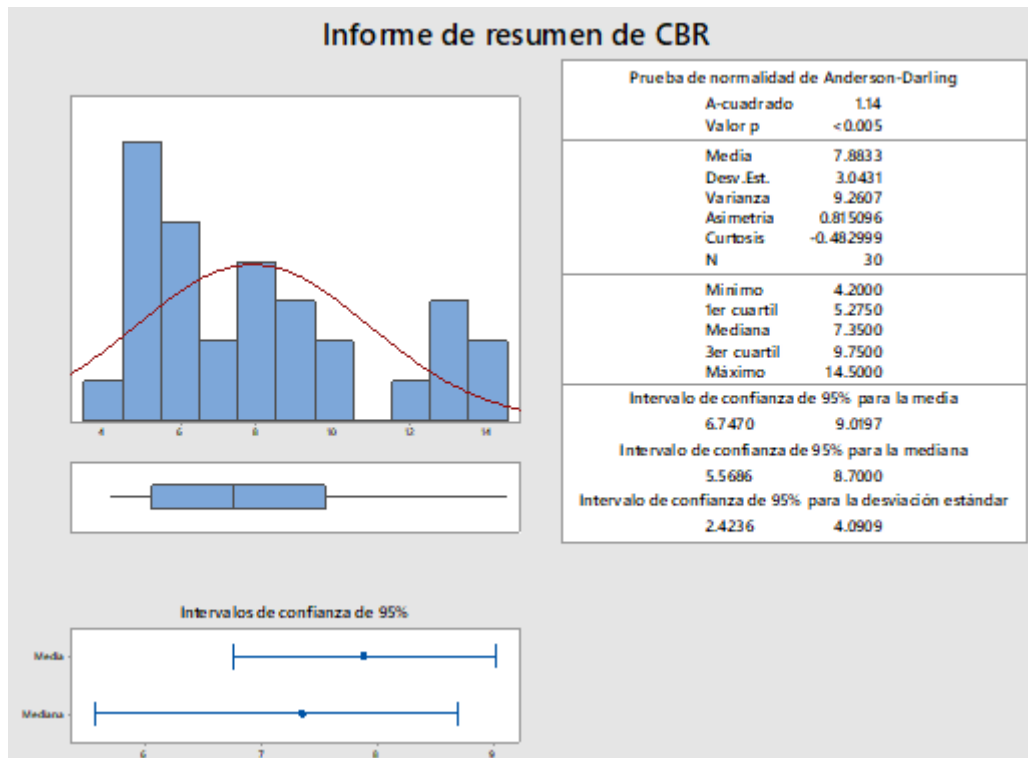 Informe de resumen de CBR
4 6 8 10 12 14
Intervalos de confianza de 95%
Media
Mediana
6 7 8 9
Prueba de normalidad de Anderson-Darling
A-cuadrado 1.14
Valor p <0.005
Media 7.8833
Desv.Est. 3.0431
Varianza 9.2607
Asimetría 0.815096
Curtosis -0.482999
N 30
Mínimo 4.2000
1er cuartil 5.2750
Mediana 7.3500
3er cuartil 9.7500
Máximo 14.5000
Intervalo de confianza de 95% para la media
6.7470 9.0197
Intervalo de confianza de 95% para la mediana
5.5686 8.7000
Intervalo de confianza de 95% para la desviación estándar
2.4236 4.0909